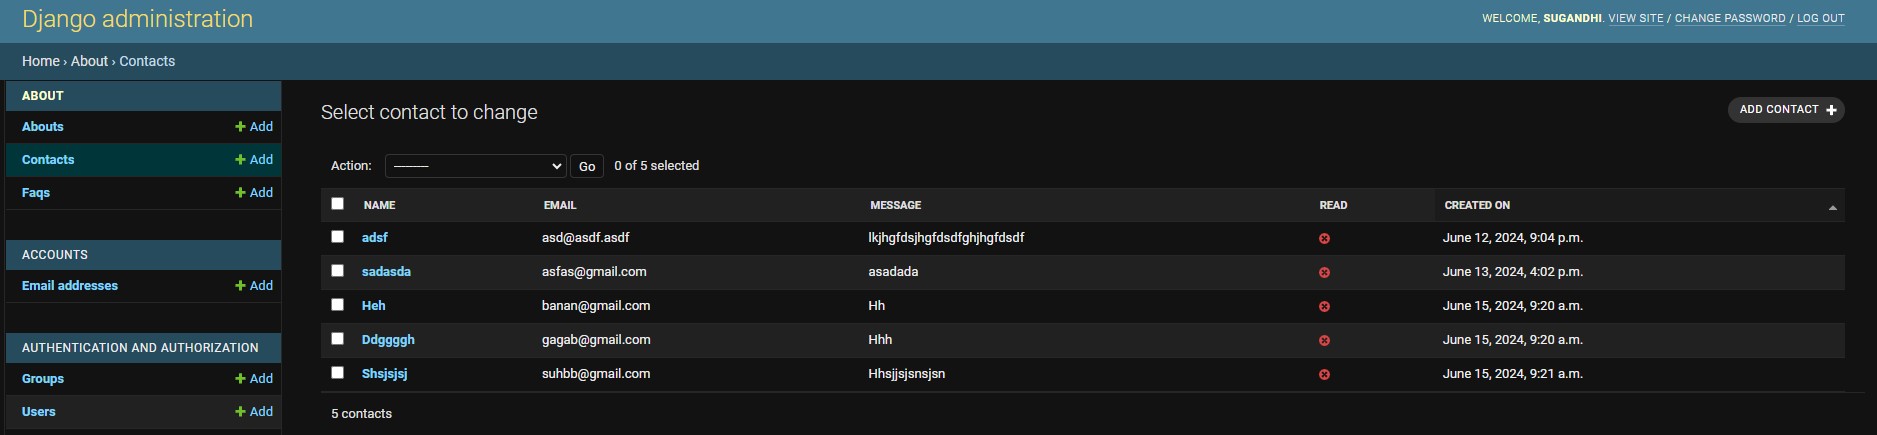 Django administration
WELCOME, SUGANDHI. VIEW SITE / CHANGE PASSWORD / LOG OUT
Home › About › Contacts
ABOUT
Abouts + Add
Contacts + Add
Faqs + Add
ACCOUNTS
Email addresses + Add
AUTHENTICATION AND AUTHORIZATION
Groups + Add
Users + Add
Select contact to change
ADD CONTACT +
Action: --------- Go 0 of 5 selected
NAME EMAIL MESSAGE READ CREATED ON
adsf asd@asdf.asdf lkjhgfdsjhgfdsdfghjhgfdsdf June 12, 2024, 9:04 p.m.
sadasda asfas@gmail.com asadada June 13, 2024, 4:02 p.m.
Heh banan@gmail.com Hh June 15, 2024, 9:20 a.m.
Ddggggh gagab@gmail.com Hhh June 15, 2024, 9:20 a.m.
Shsjsjsj suhbb@gmail.com Hhsjjsjsnsjsn June 15, 2024, 9:21 a.m.
5 contacts